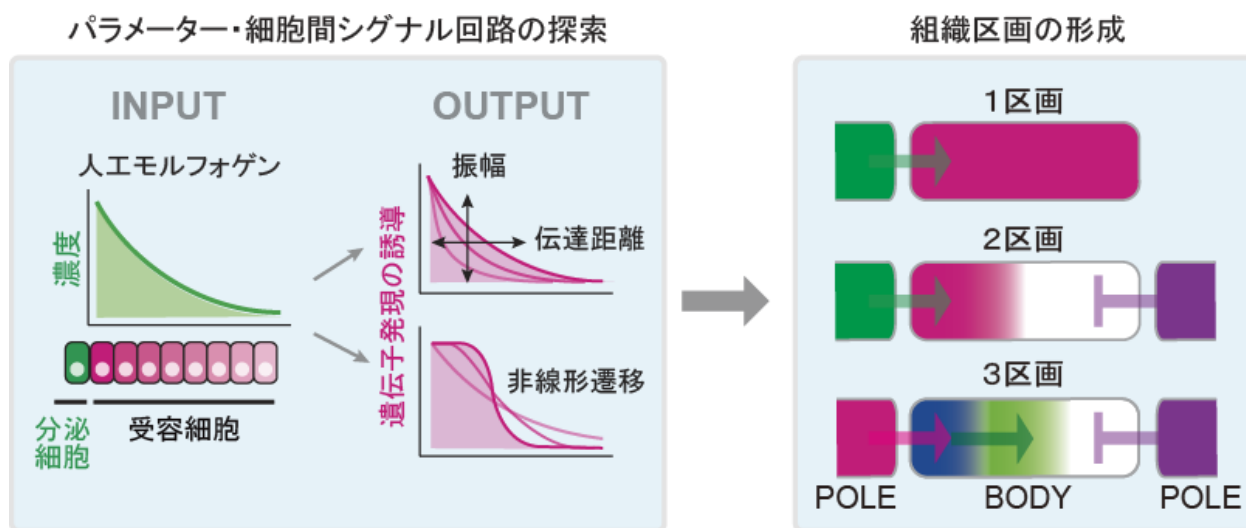 パラメーター・細胞間シグナル回路の探索
INPUT
OUTPUT
人工モルフォゲン
濃度
分泌
細胞
受容細胞
遺伝子発現の誘導
振幅
伝達距離
非線形遷移
組織区画の形成
1区画
2区画
3区画
POLE
BODY
POLE